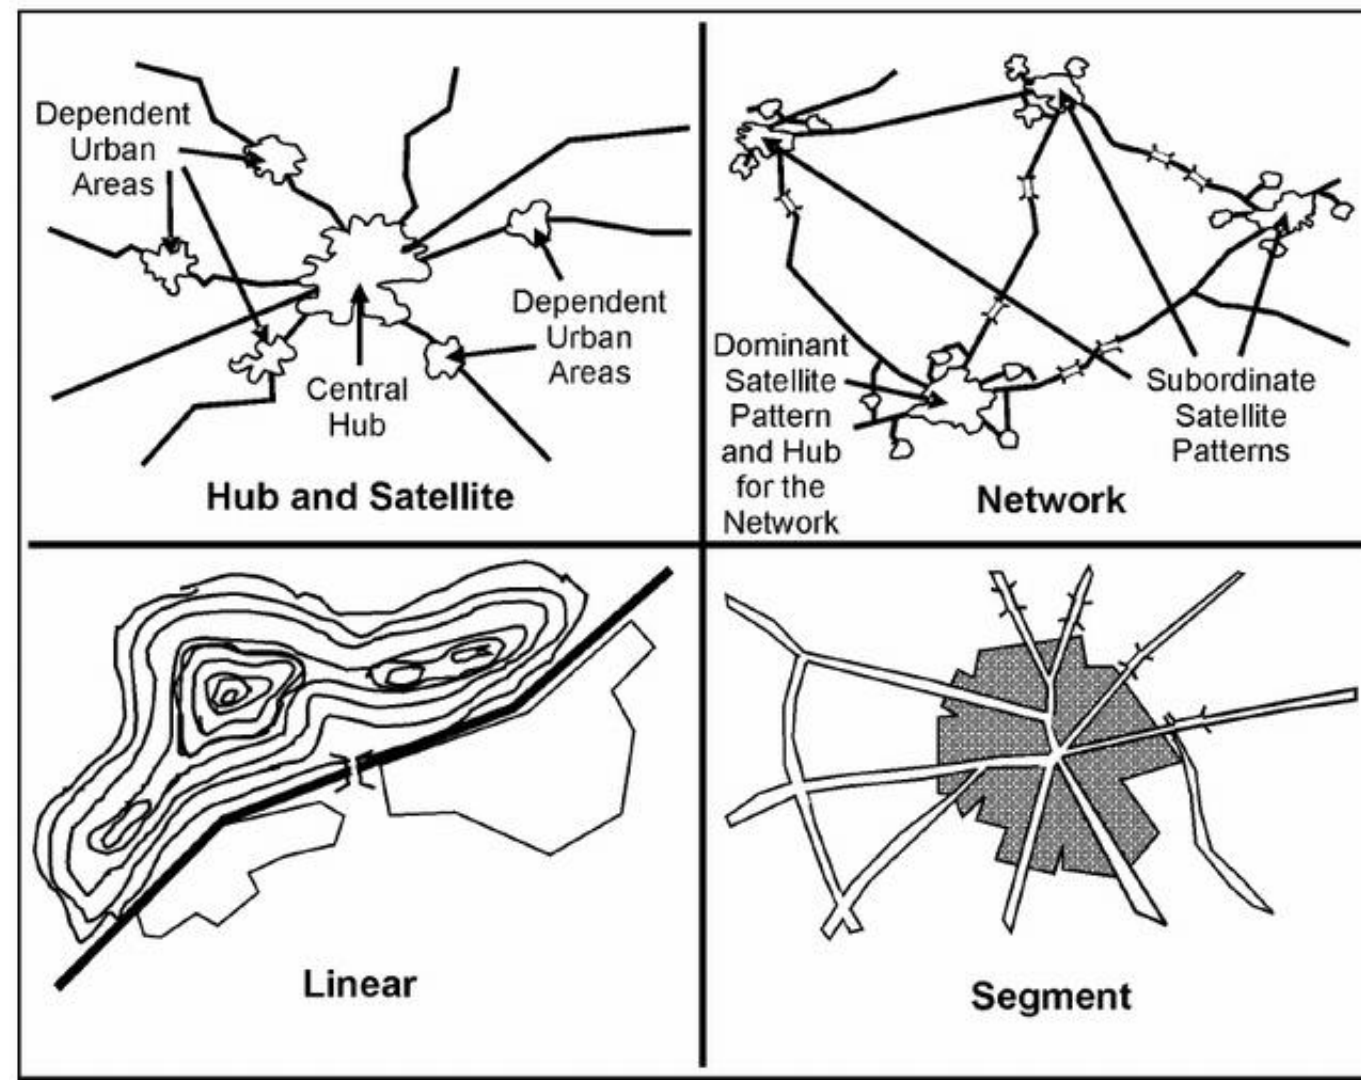 Dependent
Urban
Areas
Dependent
Urban
Areas
Central
Hub
Hub and Satellite
Dominant
Satellite
Pattern
and Hub
for the
Network
Subordinate
Satellite
Patterns
Network
Linear
Segment